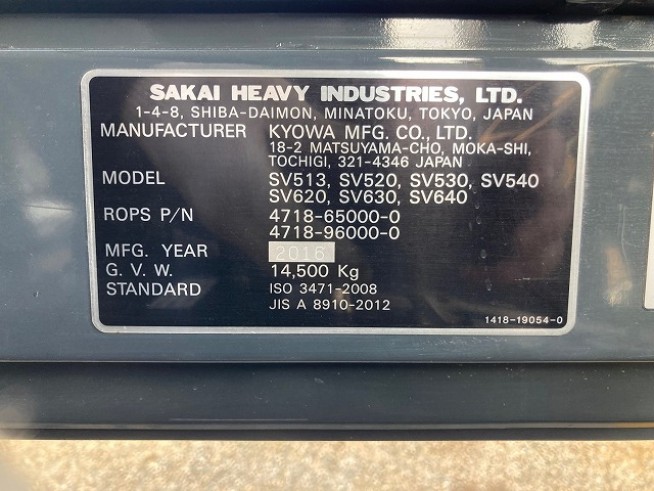 SAKAI HEAVY INDUSTRIES, LTD.
1-4-8, SHIBA-DAIMON, MINATOKU, TOKYO, JAPAN
MANUFACTURER KYOWA MFG. CO., LTD.
18-2 MATSUYAMA-CHO, MOKA-SHI,
TOCHIGI, 321-4346 JAPAN
MODEL SV513, SV520, SV530, SV540
SV620, SV630, SV640
ROPS P/N 4718-65000-0
4718-96000-0
MFG. YEAR 2016
G. V. W. 14,500 Kg
STANDARD ISO 3471-2008
JIS A 8910-2012
1418-19054-0